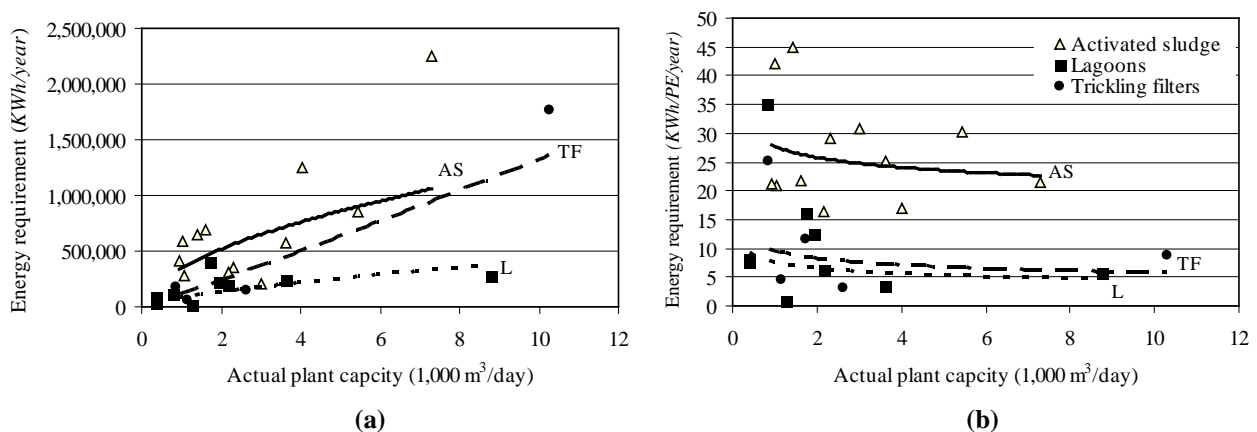 Energy requirement (KWh/year)
2,500,000
2,000,000
1,500,000
1,000,000
500,000
0
AS
TF
L
0 2 4 6 8 10 12
Actual plant capcity (1,000 m³/day)
(a)
Energy requirement (KWh/PE/year)
50
45
40
35
30
25
20
15
10
5
0
Activated sludge
Lagoons
Trickling filters
AS
TF
L
0 2 4 6 8 10 12
Actual plant capcity (1,000 m³/day)
(b)